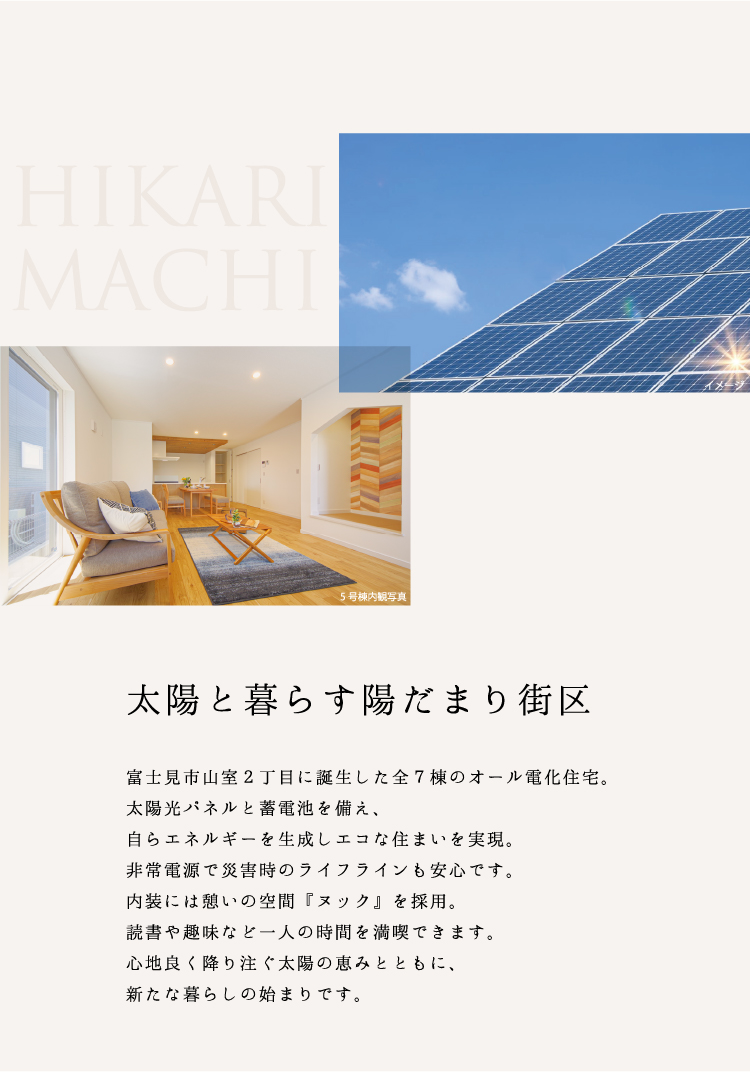 HIKARI
MACHI
イメージ
5号棟内観写真
太陽と暮らす陽だまり街区
富士見市山室２丁目に誕生した全７棟のオール電化住宅。
太陽光パネルと蓄電池を備え、
自らエネルギーを生成しエコな住まいを実現。
非常電源で災害時のライフラインも安心です。
内装には憩いの空間『ヌック』を採用。
読書や趣味など一人の時間を満喫できます。
心地良く降り注ぐ太陽の恵みとともに、
新たな暮らしの始まりです。